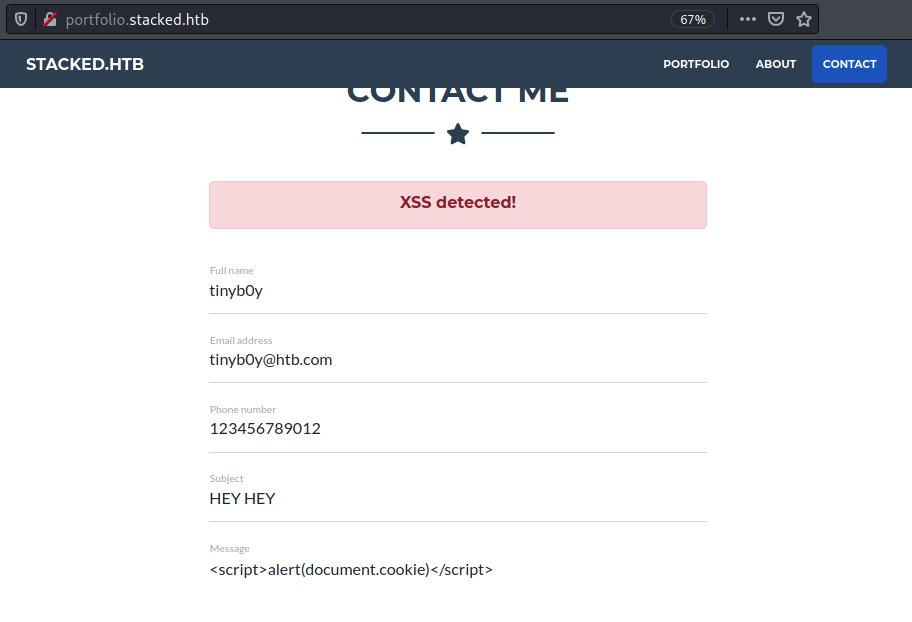 portfolio.stacked.htb
67%
STACKED.HTB
PORTFOLIO
ABOUT
CONTACT
CONTACT ME
XSS detected!
Full name
tinyb0y
Email address
tinyb0y@htb.com
Phone number
123456789012
Subject
HEY HEY
Message
<script>alert(document.cookie)</script>